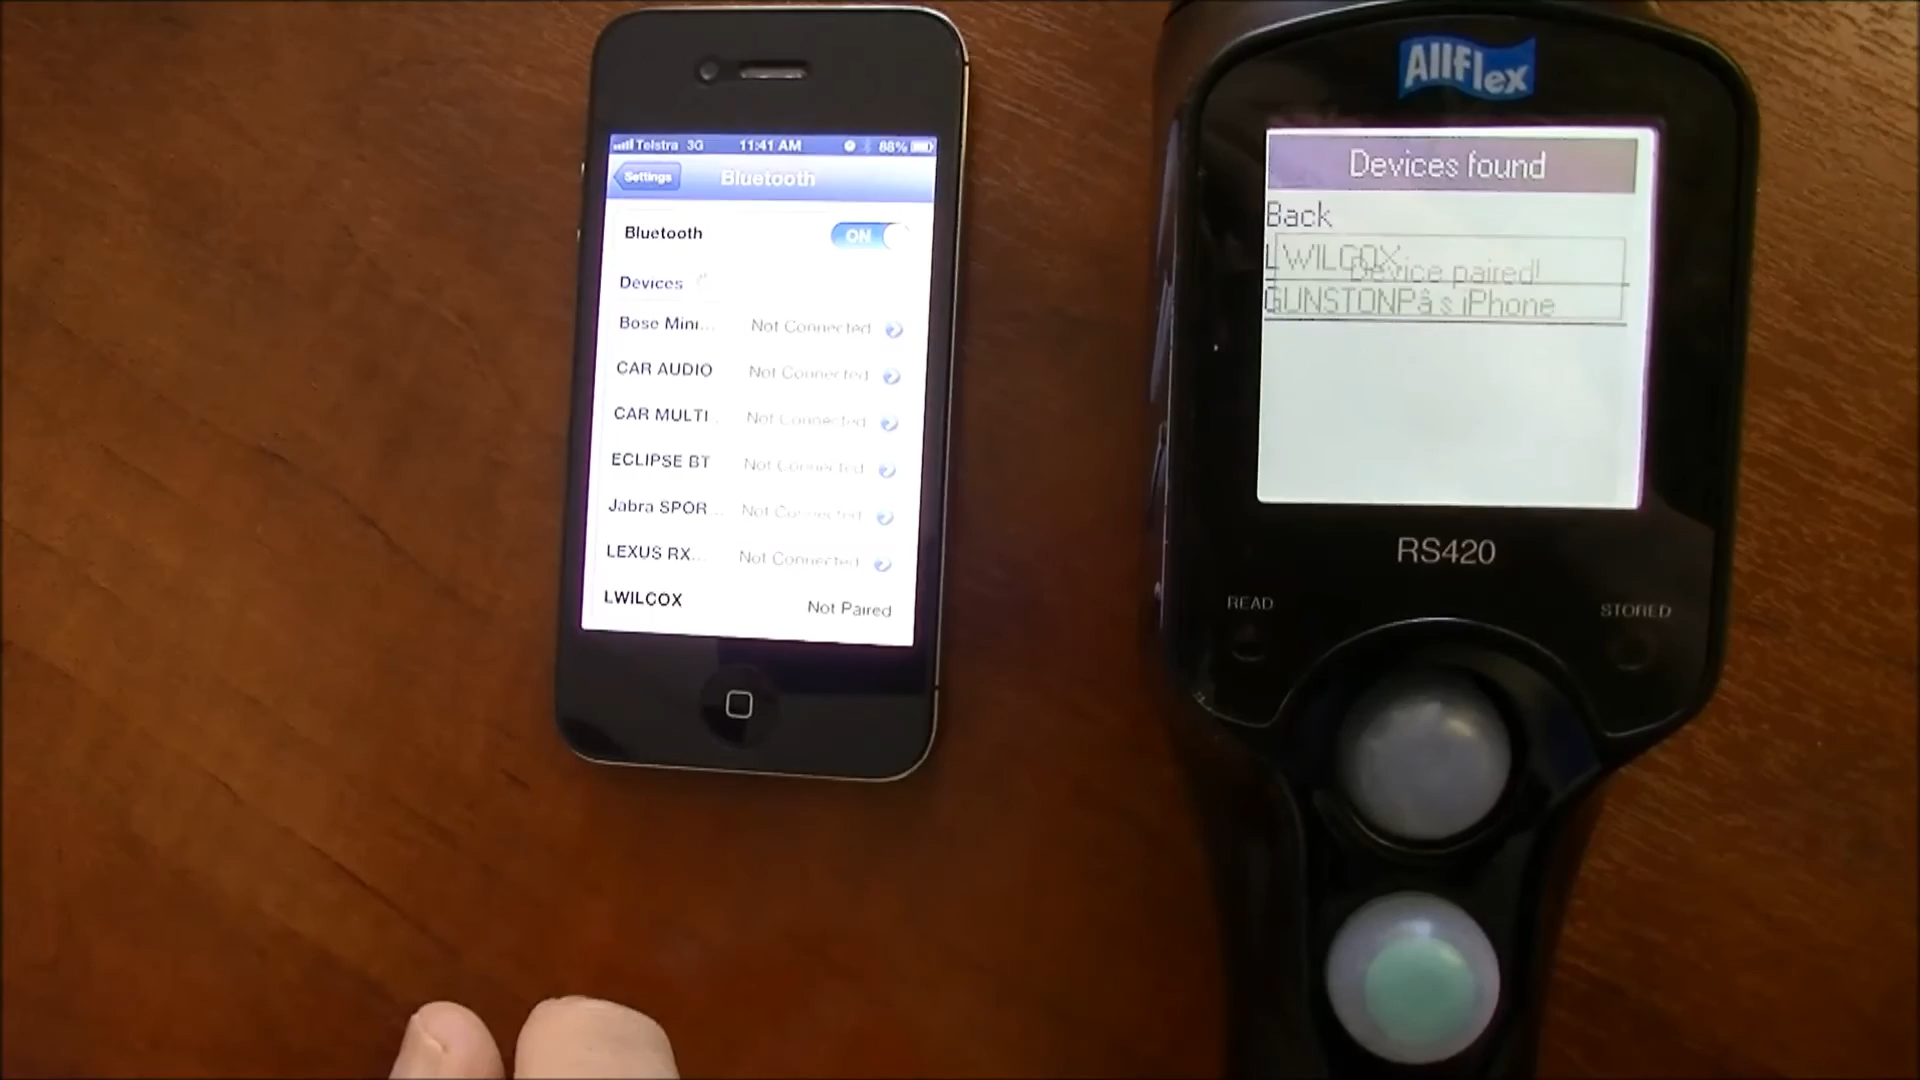 Telstra 3G 11:41 AM 88%
Settings Bluetooth
Bluetooth ON
Devices
Bose Mini... Not Connected
CAR AUDIO Not Connected
CAR MULTI Not Connected
ECLIPSE BT Not Connected
Jabra SPOR... Not Connected
LEXUS RX... Not Connected
LWILCOX Not Paired
Allflex
Devices found
Back
LWILCOX
Device paired!
GUNSTONPâs iPhone
RS420
READ
STORED